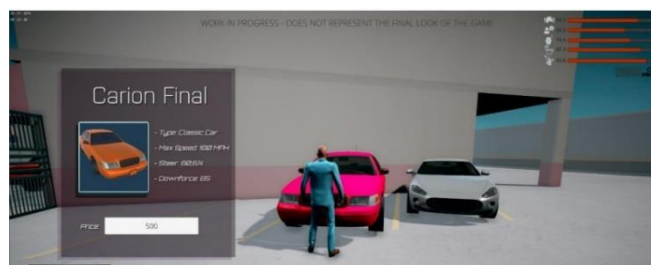 WORK IN PROGRESS - DOES NOT REPRESENT THE FINAL LOOK OF THE GAME
Carion Final
- Type Classic Car
- Max Speed 100 MPH
- Steer
- Downforce 85
Price
500